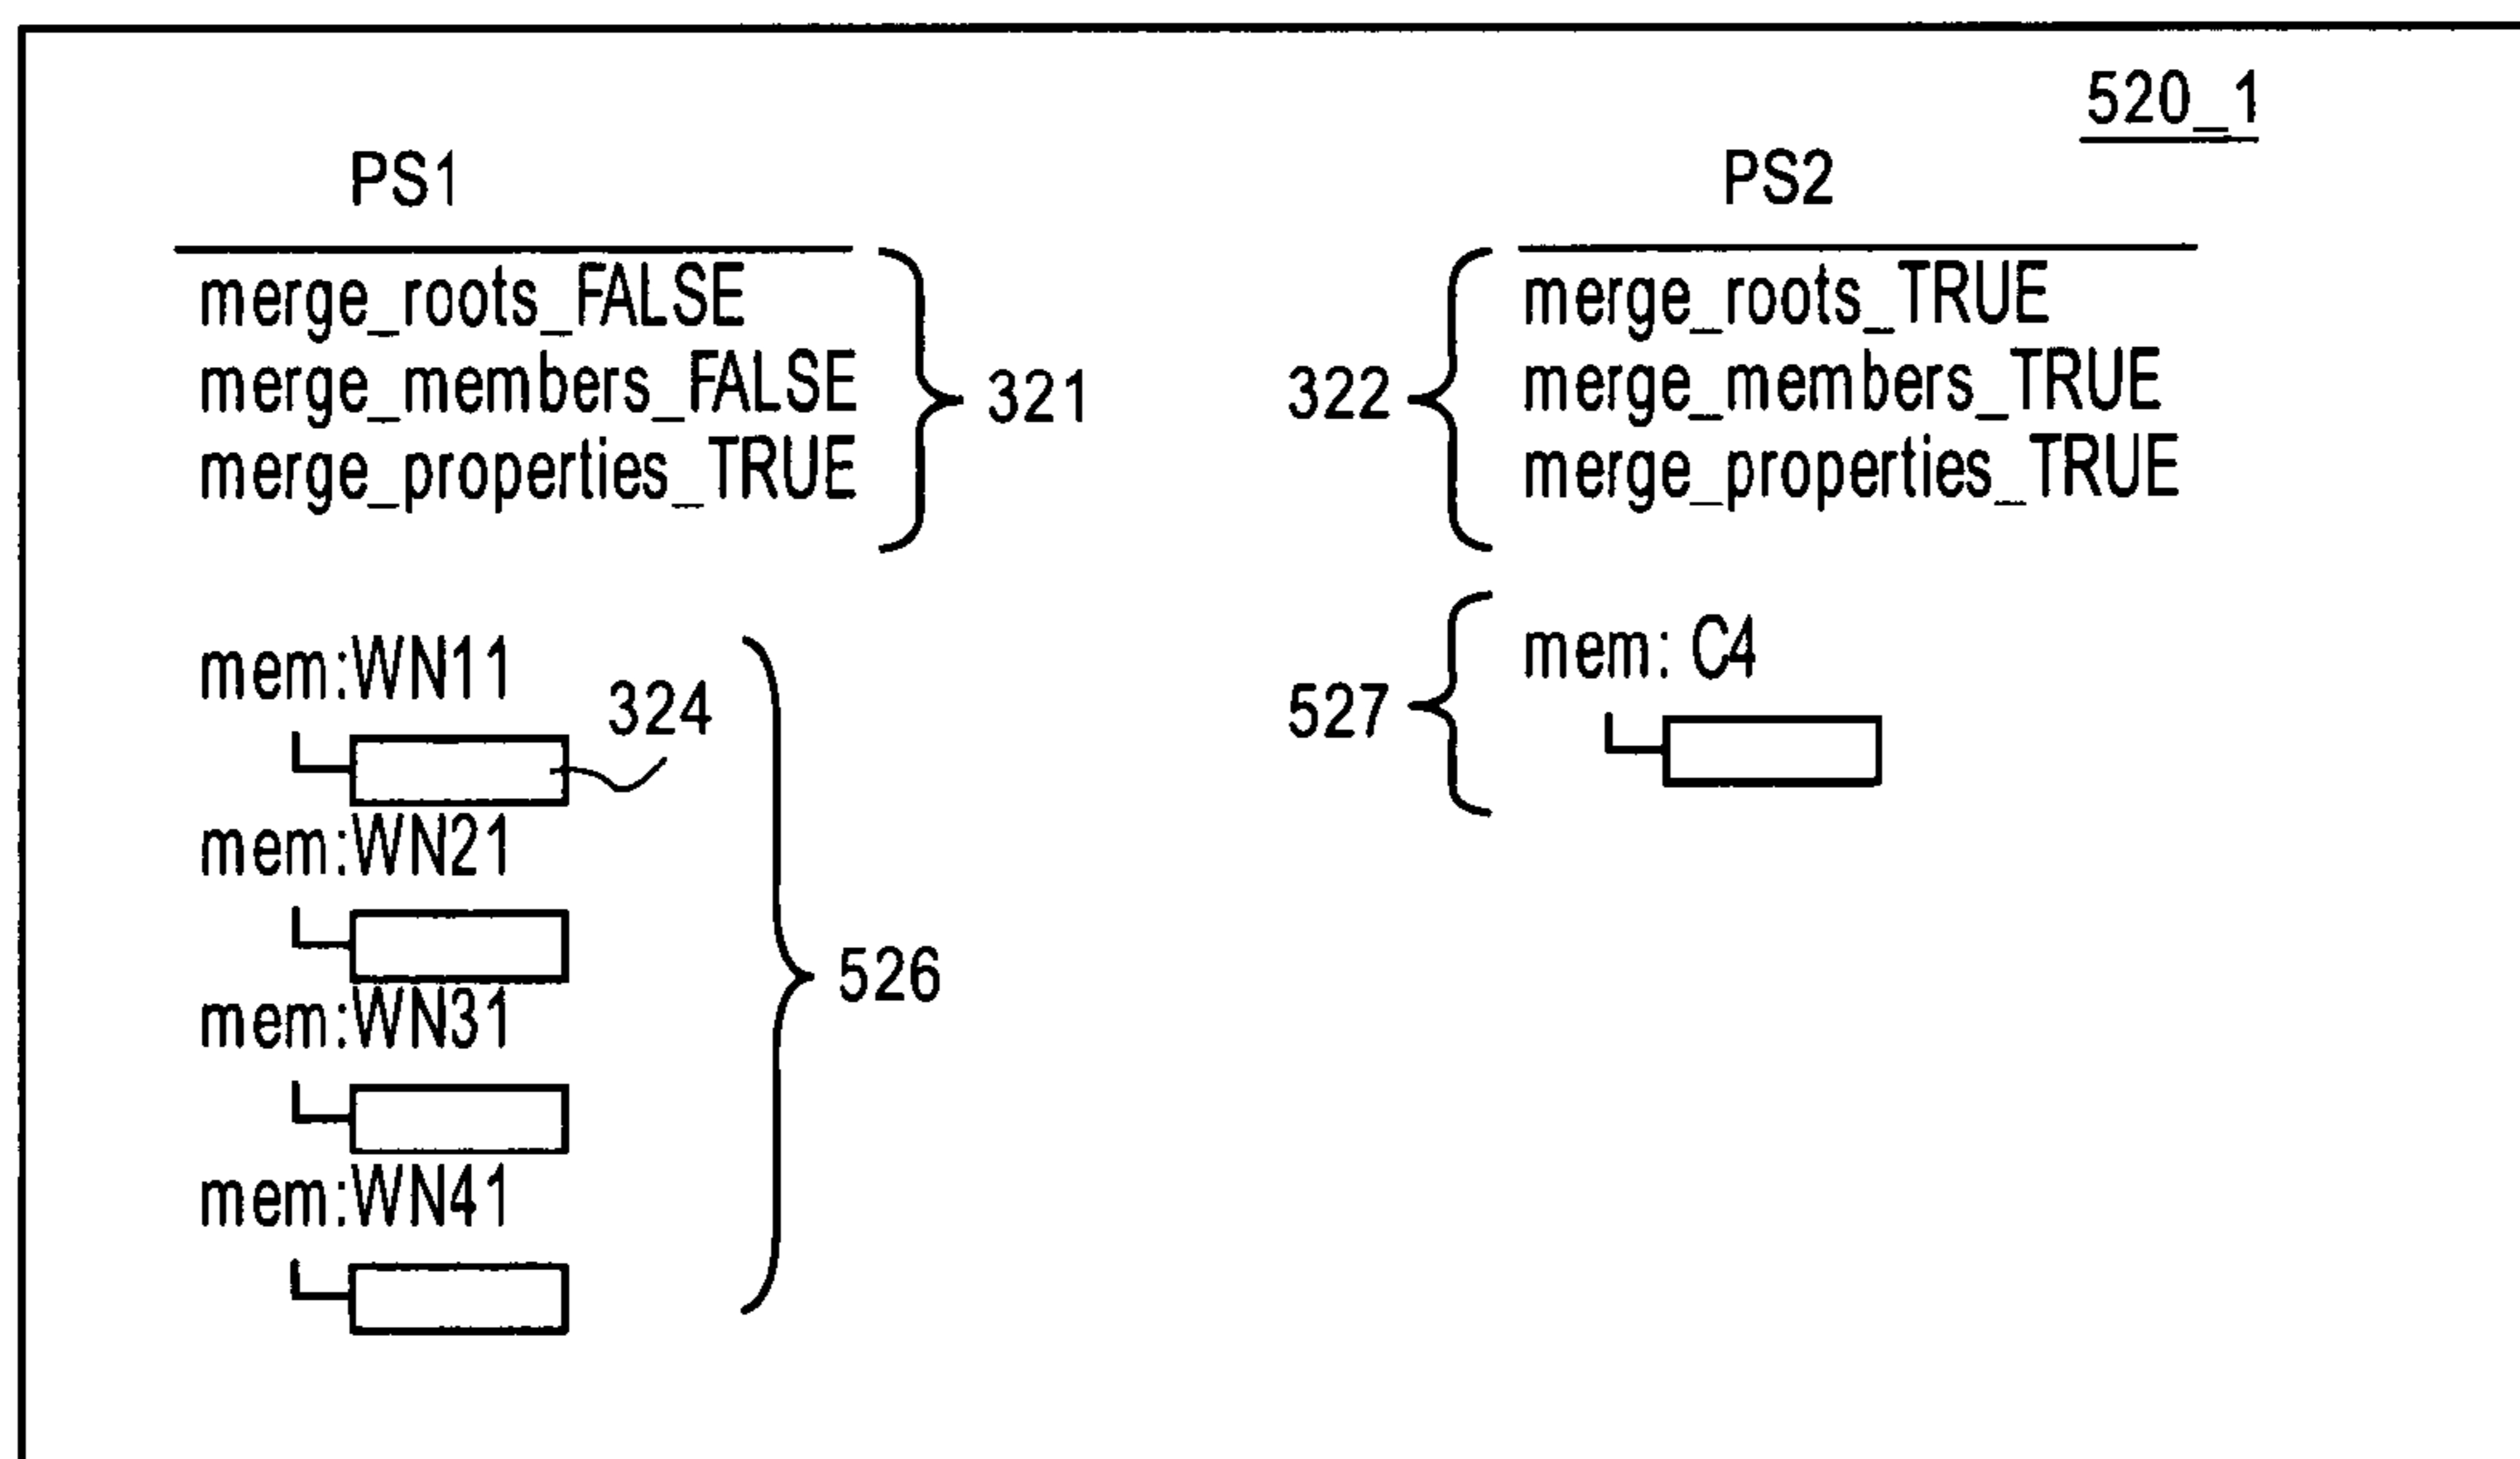 520_1
PS1
merge_roots_FALSE
merge_members_FALSE
merge_properties_TRUE
321
mem:WN11
324
mem:WN21
mem:WN31
mem:WN41
526
PS2
322
merge_roots_TRUE
merge_members_TRUE
merge_properties_TRUE
527
mem: C4